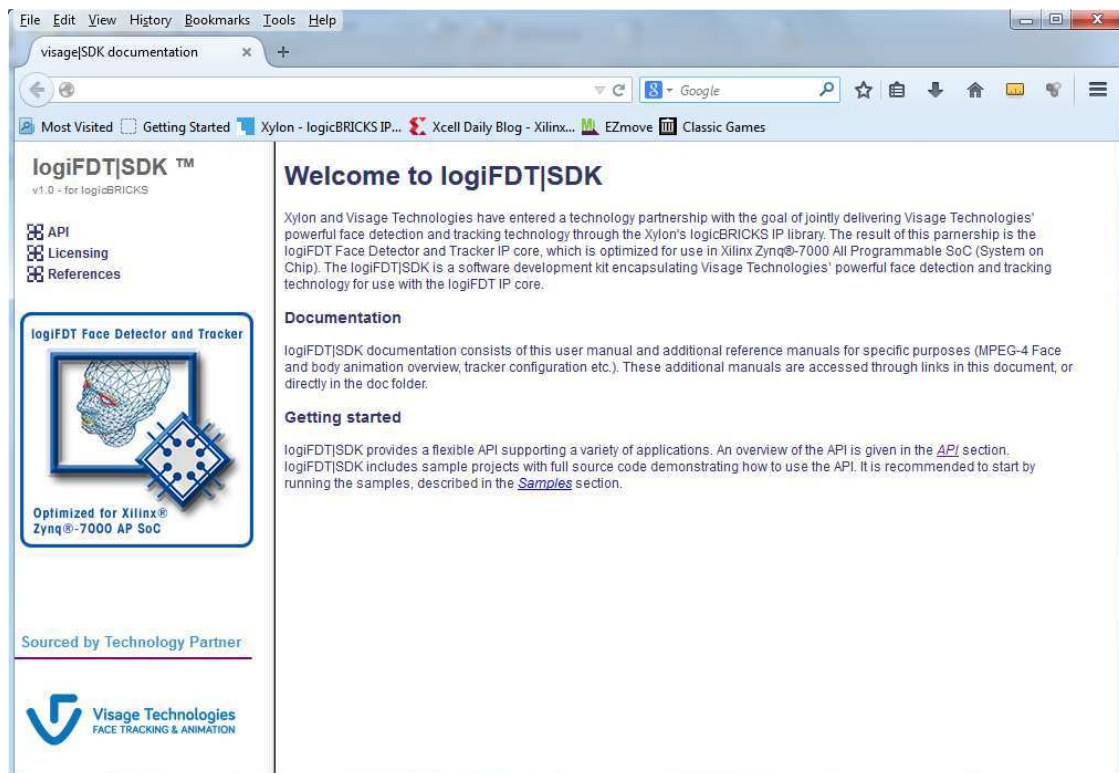 File Edit View History Bookmarks Tools Help
visage|SDK documentation
Google
Most Visited Getting Started Xylon - logicBRICKS IP... Xcell Daily Blog - Xilinx... EZmove Classic Games
logiFDT|SDK ™
v1.0 - for logicBRICKS
API
Licensing
References
logiFDT Face Detector and Tracker
Optimized for Xilinx®
Zynq®-7000 AP SoC
Sourced by Technology Partner
Visage Technologies
FACE TRACKING & ANIMATION
Welcome to logiFDT|SDK
Xylon and Visage Technologies have entered a technology partnership with the goal of jointly delivering Visage Technologies'
powerful face detection and tracking technology through the Xylon's logicBRICKS IP library. The result of this parnership is the
logiFDT Face Detector and Tracker IP core, which is optimized for use in Xilinx Zynq®-7000 All Programmable SoC (System on
Chip). The logiFDT|SDK is a software development kit encapsulating Visage Technologies' powerful face detection and tracking
technology for use with the logiFDT IP core.
Documentation
logiFDT|SDK documentation consists of this user manual and additional reference manuals for specific purposes (MPEG-4 Face
and body animation overview, tracker configuration etc.). These additional manuals are accessed through links in this document, or
directly in the doc folder.
Getting started
logiFDT|SDK provides a flexible API supporting a variety of applications. An overview of the API is given in the API section.
logiFDT|SDK includes sample projects with full source code demonstrating how to use the API. It is recommended to start by
running the samples, described in the Samples section.